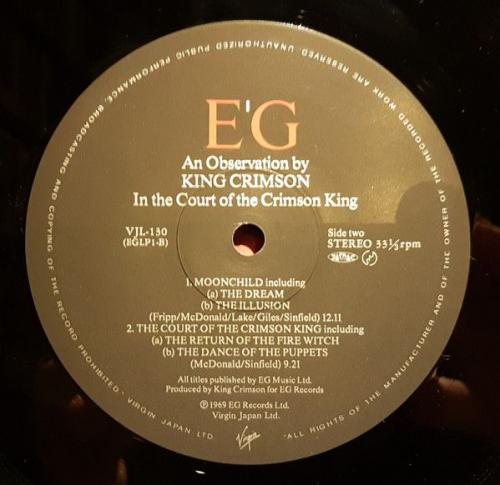 E'G
An Observation by
KING CRIMSON
In the Court of the Crimson King
VJL-130
(EGLP1-B)
Side two
STEREO 33⅓rpm
1. MOONCHILD including
(a) THE DREAM
(b) THE ILLUSION
(Fripp/McDonald/Lake/Giles/Sinfield) 12.11
2. THE COURT OF THE CRIMSON KING including
(a) THE RETURN OF THE FIRE WITCH
(b) THE DANCE OF THE PUPPETS
(McDonald/Sinfield) 9.21
All titles published by EG Music Ltd.
Produced by King Crimson for EG Records
℗1969 EG Records Ltd.
Virgin Japan Ltd.
Virgin
ALL RIGHTS OF THE MANUFACTURER AND OF THE OWNER OF THE RECORDED WORK ARE RESERVED. UNAUTHORIZED PUBLIC PERFORMANCE, BROADCASTING AND COPYING OF THE RECORD PROHIBITED · VIRGIN JAPAN LTD